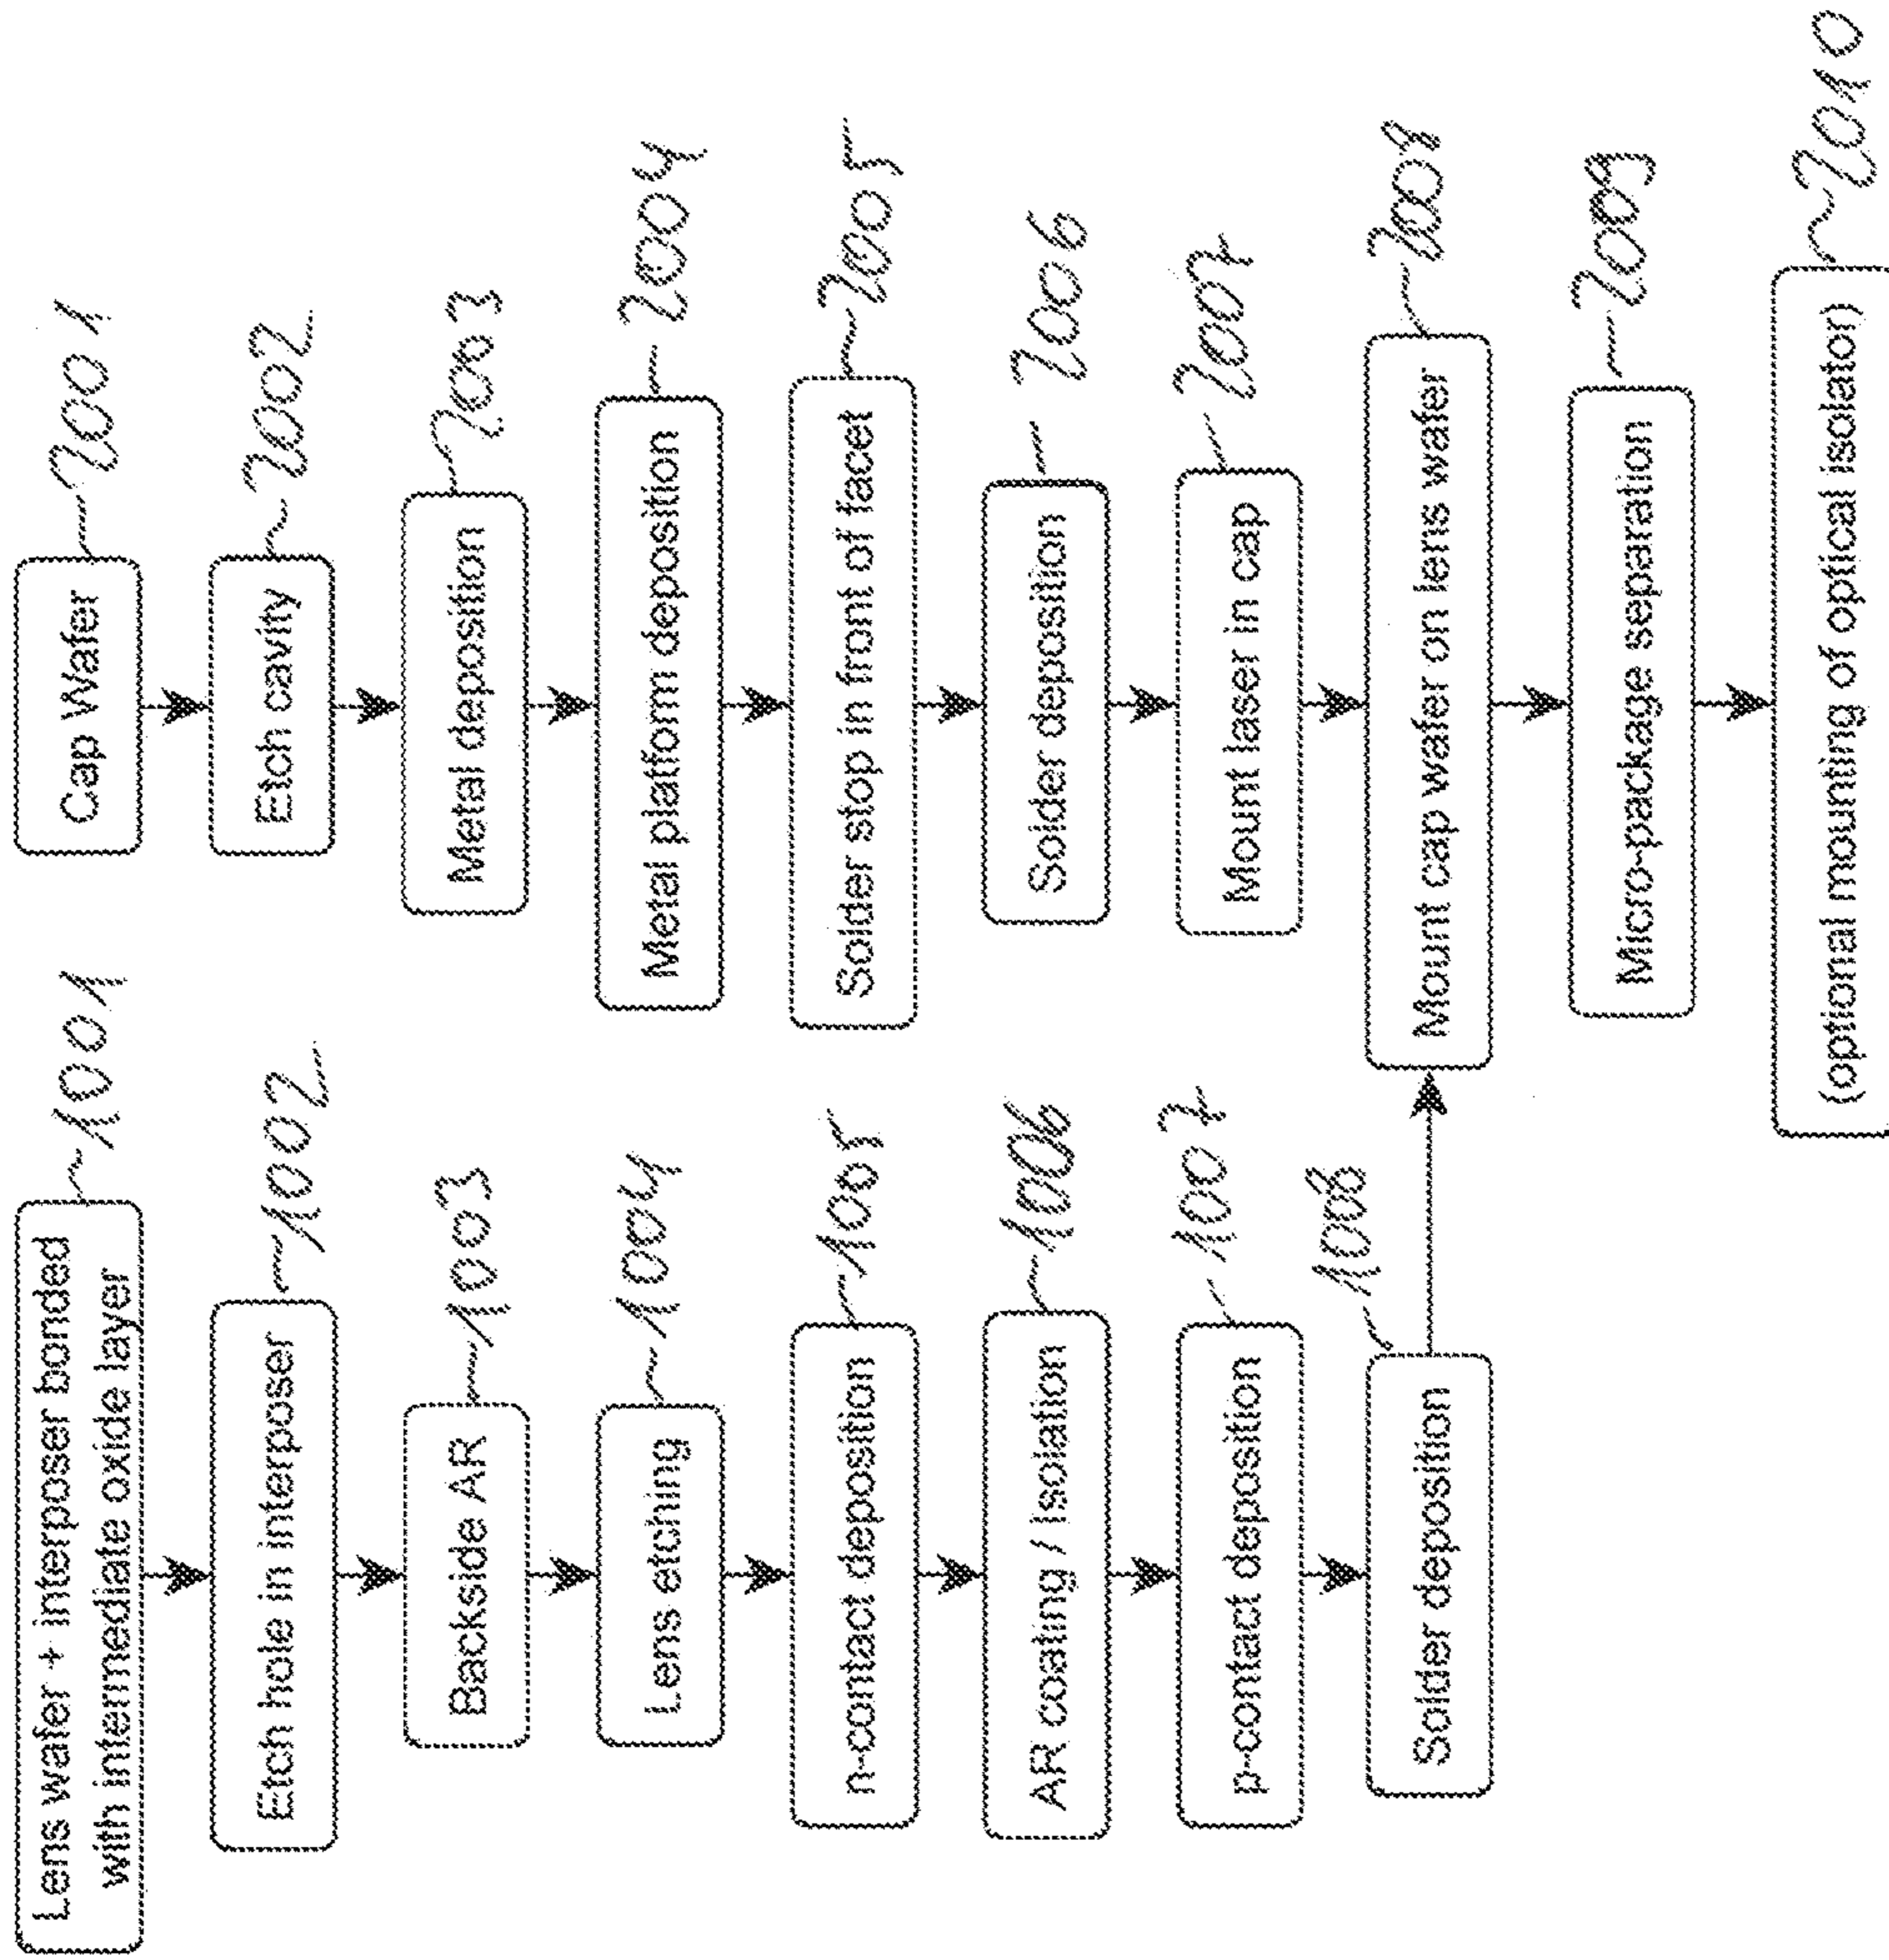 Lens wafer + interposer bonded
with intermediate oxide layer
1001
Etch hole in interposer
1002
Backside AR
1003
Lens etching
1004
n-contact deposition
1005
AR coating / Isolation
1006
p-contact deposition
1007
Solder deposition
1008
Cap Wafer
2001
Etch cavity
2002
Metal deposition
2003
Metal platform deposition
2004
Solder stop in front of facet
2005
Solder deposition
2006
Mount laser in cap
2007
Mount cap wafer on lens wafer
2008
Micro-package separation
2009
(optional mounting of optical isolator)
2010